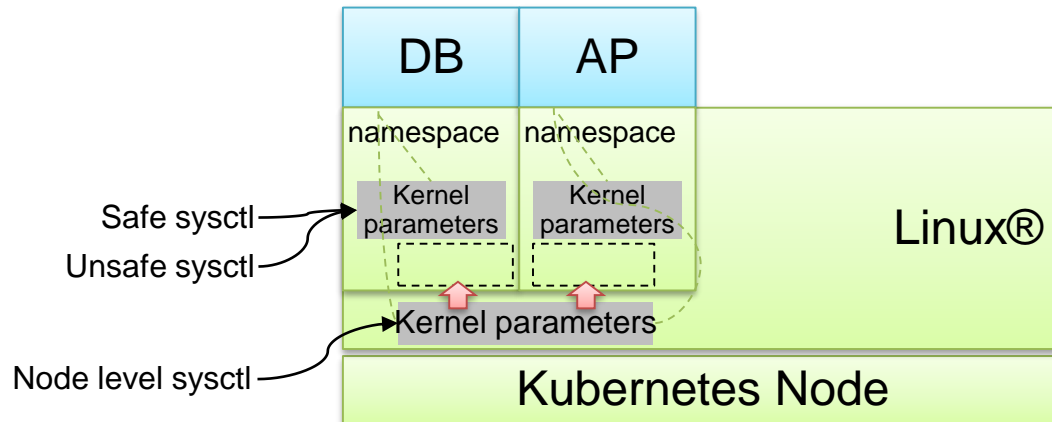 DB
AP
namespace
namespace
Kernel
parameters
Kernel
parameters
Safe sysctl
Unsafe sysctl
Linux®
Kernel parameters
Node level sysctl
Kubernetes Node